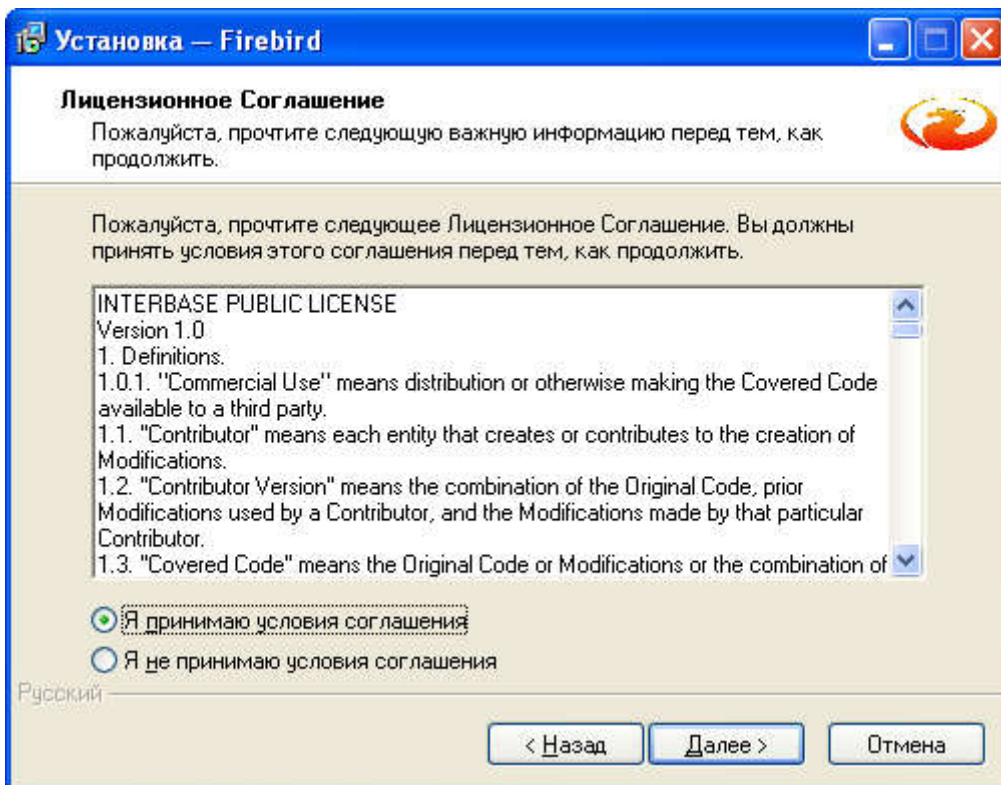 Установка — Firebird
Лицензионное Соглашение
Пожалуйста, прочтите следующую важную информацию перед тем, как
продолжить.
Пожалуйста, прочтите следующее Лицензионное Соглашение. Вы должны
принять условия этого соглашения перед тем, как продолжить.
INTERBASE PUBLIC LICENSE
Version 1.0
1. Definitions.
1.0.1. "Commercial Use" means distribution or otherwise making the Covered Code
available to a third party.
1.1. "Contributor" means each entity that creates or contributes to the creation of
Modifications.
1.2. "Contributor Version" means the combination of the Original Code, prior
Modifications used by a Contributor, and the Modifications made by that particular
Contributor.
1.3. "Covered Code" means the Original Code or Modifications or the combination of
Я принимаю условия соглашения
Я не принимаю условия соглашения
Русский
< Назад
Далее >
Отмена